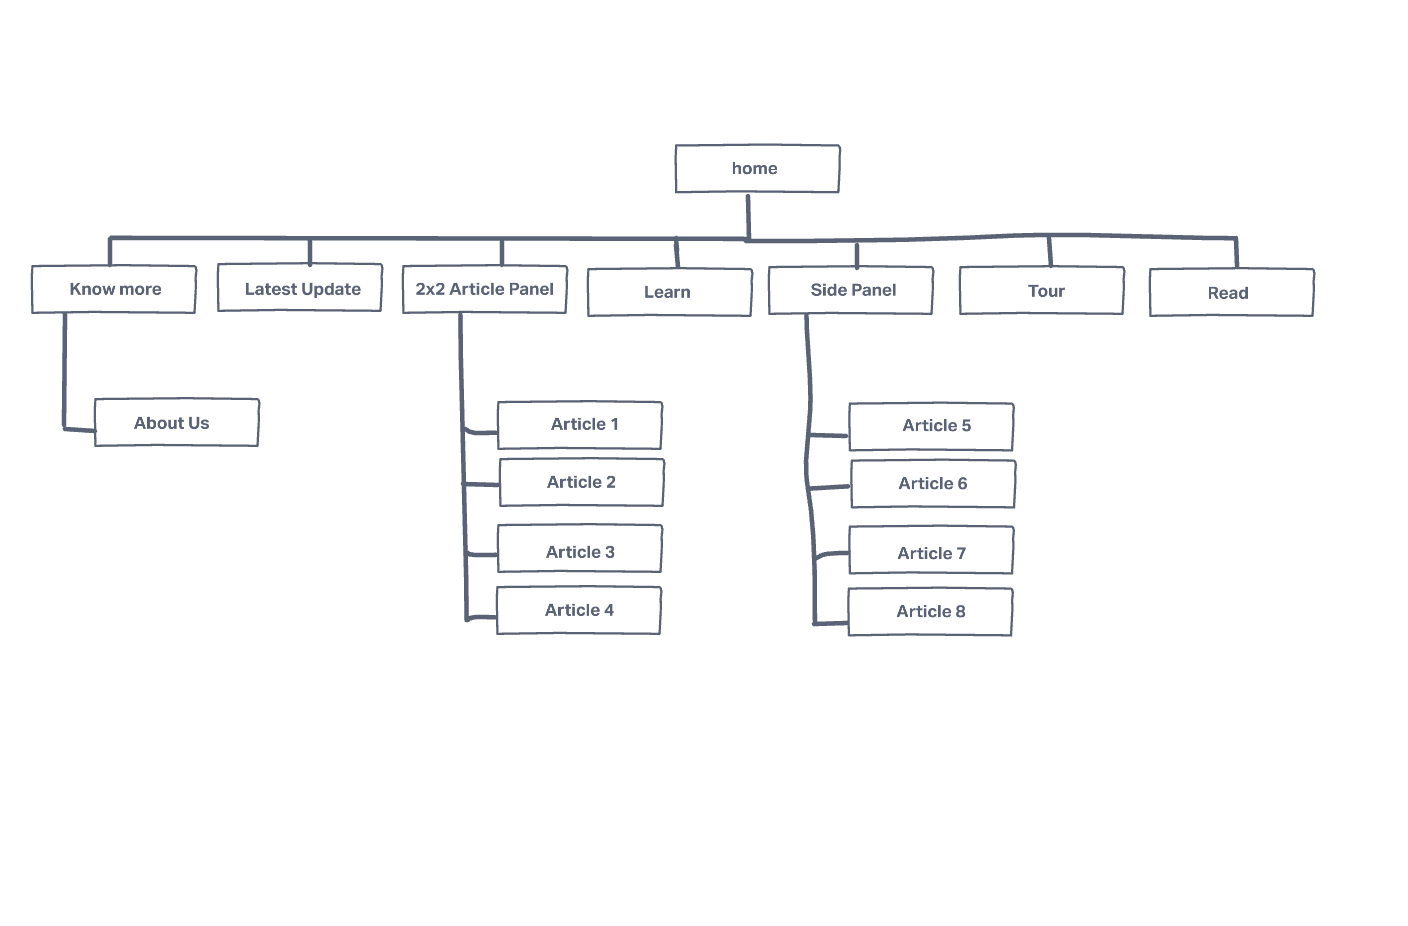 home
Know more
Latest Update
2x2 Article Panel
Learn
Side Panel
Tour
Read
About Us
Article 1
Article 2
Article 3
Article 4
Article 5
Article 6
Article 7
Article 8